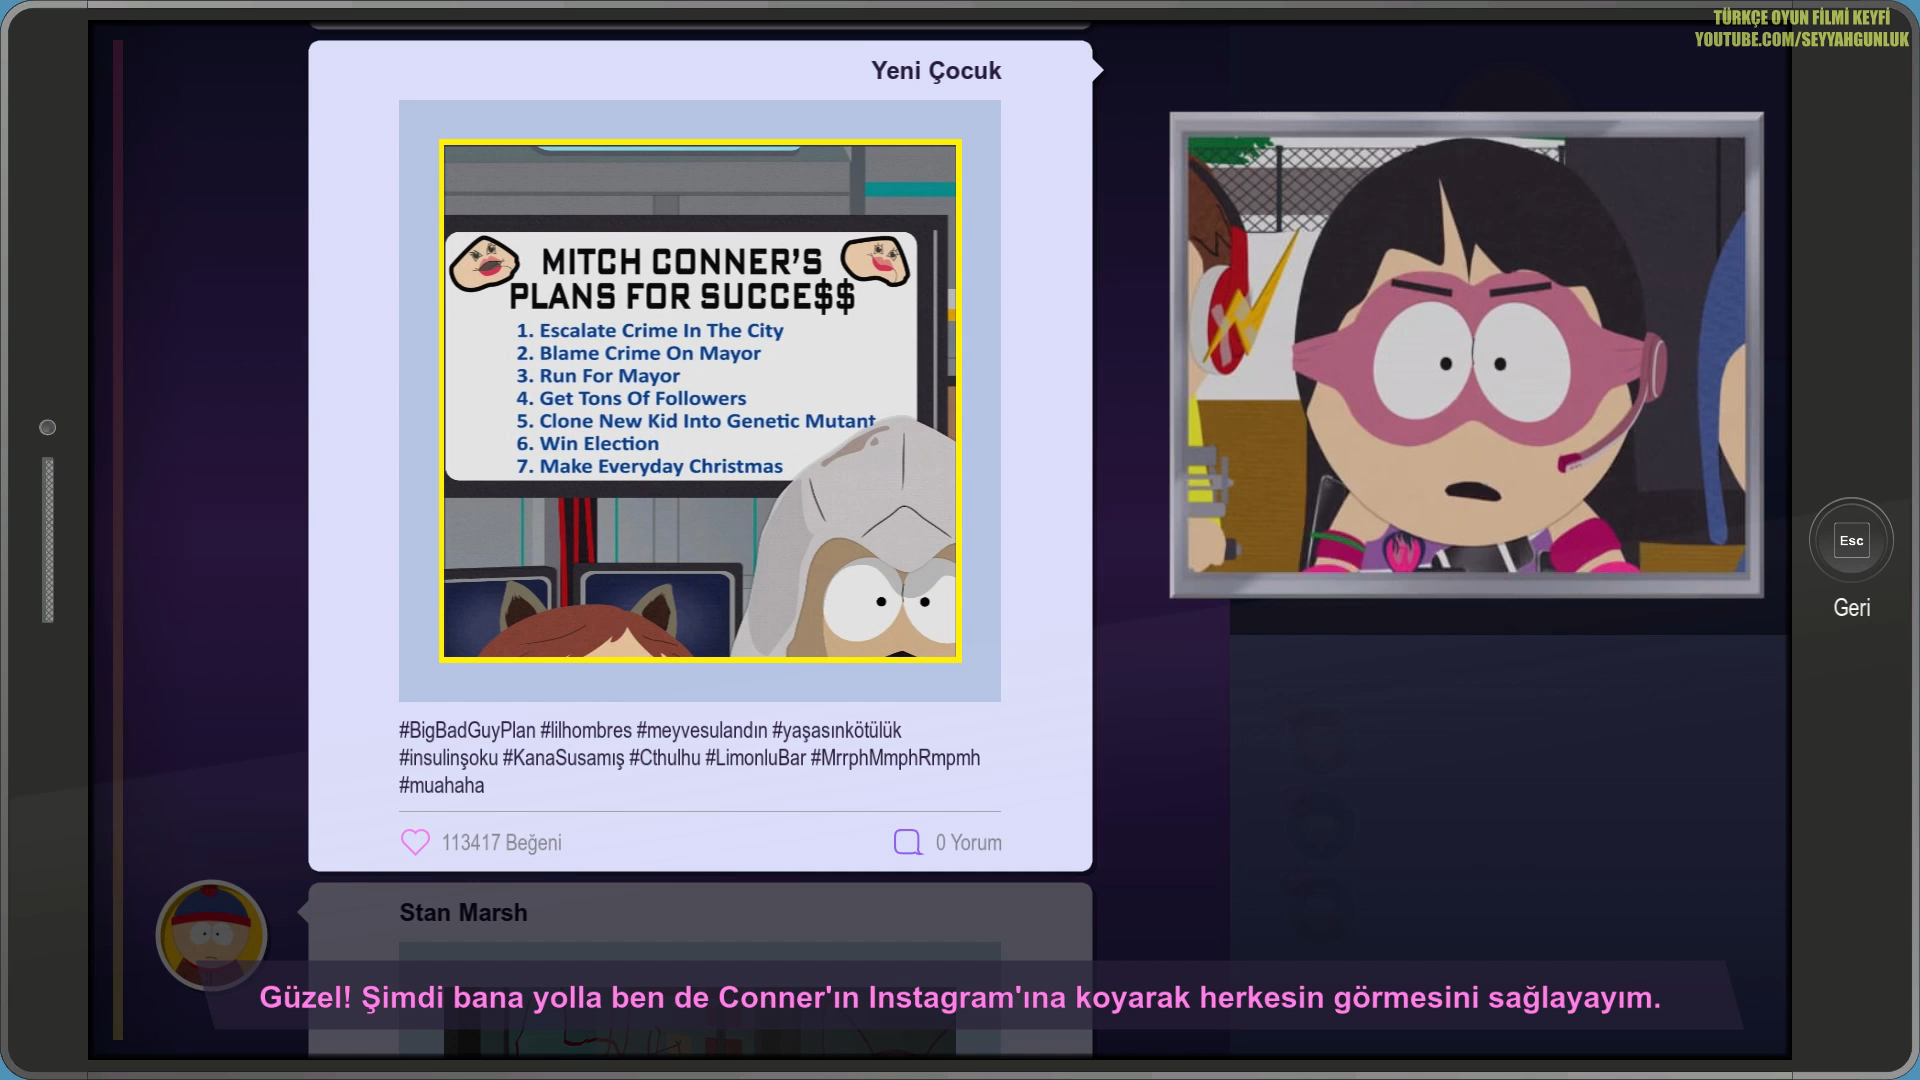 TÜRKÇE OYUN FİLMİ KEYFİ
YOUTUBE.COM/SEYYAHGUNLUK
Yeni Çocuk
MITCH CONNER'S
PLANS FOR SUCCE$$
1. Escalate Crime In The City
2. Blame Crime On Mayor
3. Run For Mayor
4. Get Tons Of Followers
5. Clone New Kid Into Genetic Mutant
6. Win Election
7. Make Everyday Christmas
#BigBadGuyPlan #lilhombres #meyvesulandın #yaşasınkötülük
#insulinşoku #KanaSusamış #Cthulhu #LimonluBar #MrrphMmphRmpmh
#muahaha
113417 Beğeni
0 Yorum
Esc
Geri
Stan Marsh
Güzel! Şimdi bana yolla ben de Conner'ın Instagram'ına koyarak herkesin görmesini sağlayayım.